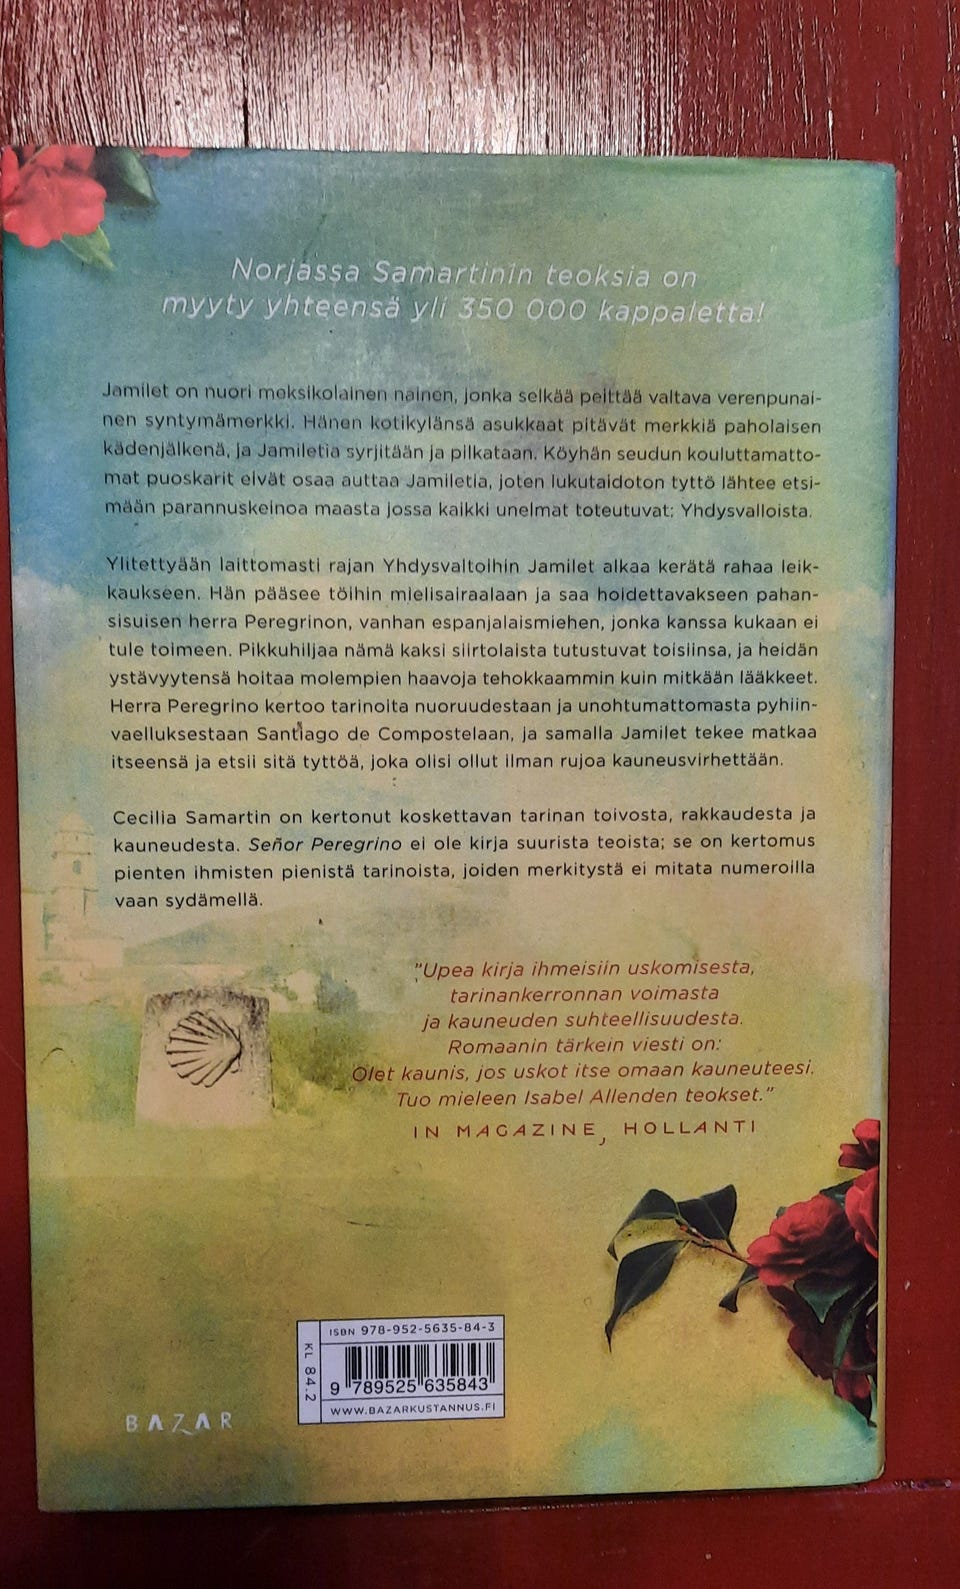 Norjassa Samartinin teoksia on
myyty yhteensä yli 350 000 kappaletta!
Jamilet on nuori meksikolainen nainen, jonka selkää peittää valtava verenpunai-
nen syntymämerkki. Hänen kotikylänsä asukkaat pitävät merkkiä paholaisen
kädenjälkenä, ja Jamiletia syrjitään ja pilkataan. Köyhän seudun kouluttamatto-
mat puoskarit eivät osaa auttaa Jamiletia, joten lukutaidoton tyttö lähtee etsi-
mään parannuskeinoa maasta jossa kaikki unelmat toteutuvat: Yhdysvalloista.
Ylitettyään laittomasti rajan Yhdysvaltoihin Jamilet alkaa kerätä rahaa leik-
kaukseen. Hän pääsee töihin mielisairaalaan ja saa hoidettavakseen pahan-
sisuisen herra Peregrinon, vanhan espanjalaismiehen, jonka kanssa kukaan ei
tule toimeen. Pikkuhiljaa nämä kaksi siirtolaista tutustuvat toisiinsa, ja heidän
ystävyytensä hoitaa molempien haavoja tehokkaammin kuin mitkään lääkkeet.
Herra Peregrino kertoo tarinoita nuoruudestaan ja unohtumattomasta pyhiin-
vaelluksestaan Santiago de Compostelaan, ja samalla Jamilet tekee matkaa
itseensä ja etsii sitä tyttöä, joka olisi ollut ilman rujoa kauneusvirhettään.
Cecilia Samartin on kertonut koskettavan tarinan toivosta, rakkaudesta ja
kauneudesta. Señor Peregrino ei ole kirja suurista teoista; se on kertomus
pienten ihmisten pienistä tarinoista, joiden merkitystä ei mitata numeroilla
vaan sydämellä.
"Upea kirja ihmeisiin uskomisesta,
tarinankerronnan voimasta
ja kauneuden suhteellisuudesta.
Romaanin tärkein viesti on:
Olet kaunis, jos uskot itse omaan kauneuteesi.
Tuo mieleen Isabel Allenden teokset."
IN MAGAZINE, HOLLANTI
ISBN 978-952-5635-84-3
KL 84.2
9 789525 635843
WWW.BAZARKUSTANNUS.FI
BAZAR